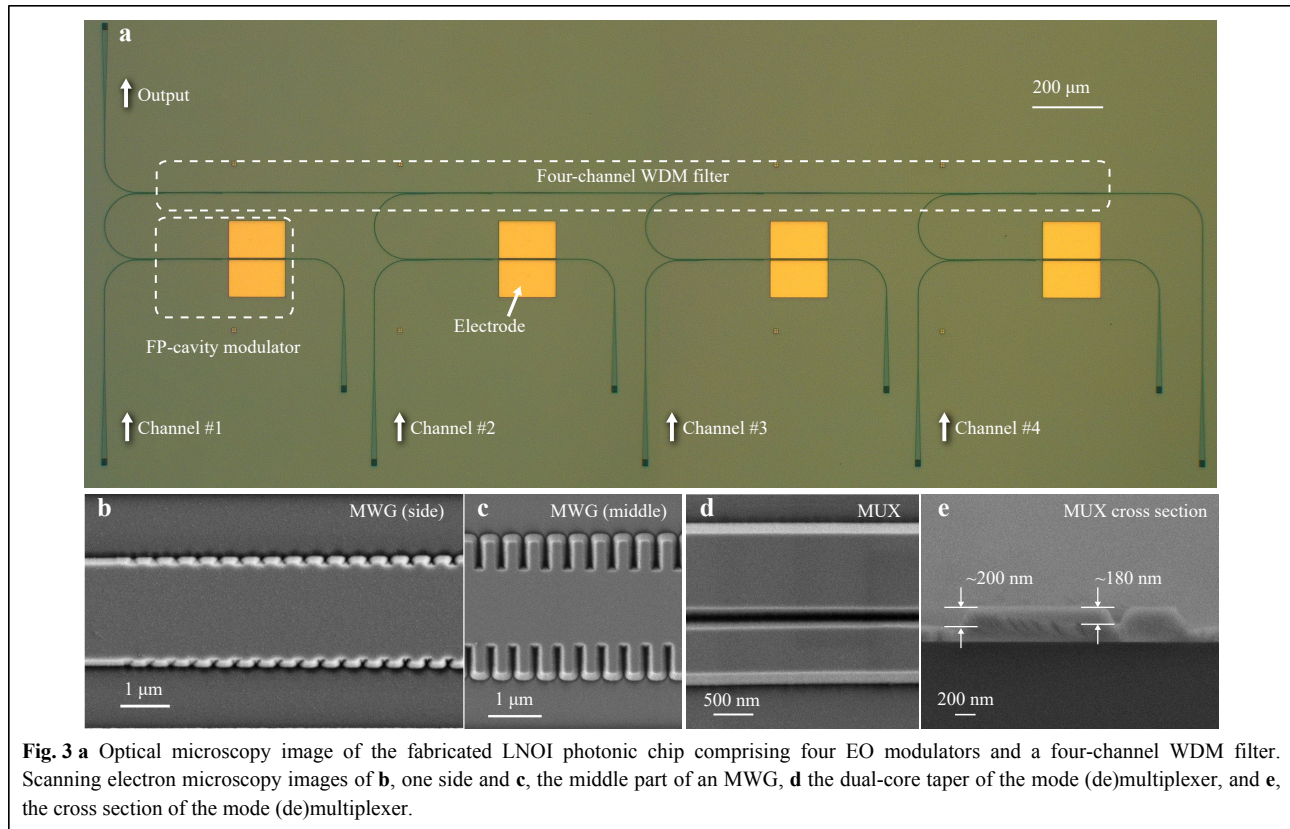 a
Output
200 μm
Four-channel WDM filter
Electrode
FP-cavity modulator
Channel #1
Channel #2
Channel #3
Channel #4
b
MWG (side)
1 μm
c
MWG (middle)
1 μm
d
MUX
500 nm
e
MUX cross section
~200 nm
~180 nm
200 nm
Fig. 3 a Optical microscopy image of the fabricated LNOI photonic chip comprising four EO modulators and a four-channel WDM filter.
Scanning electron microscopy images of b, one side and c, the middle part of an MWG, d the dual-core taper of the mode (de)multiplexer, and e,
the cross section of the mode (de)multiplexer.